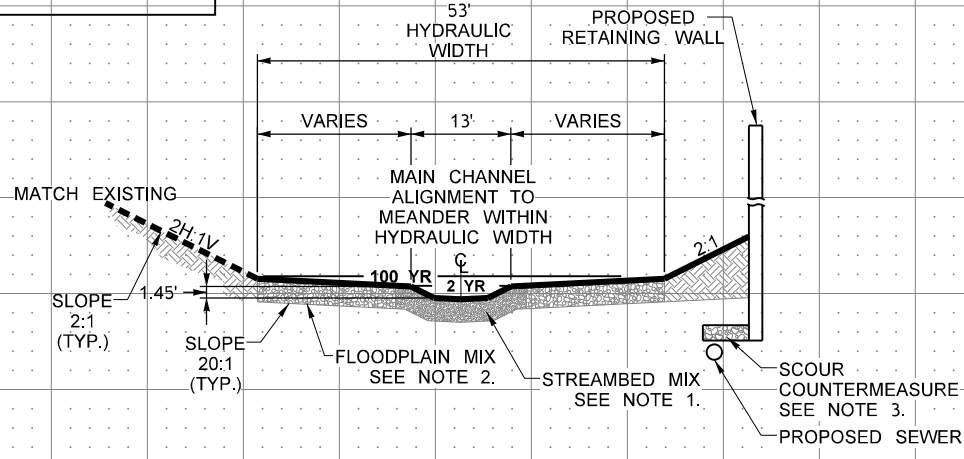 53'
HYDRAULIC
WIDTH
PROPOSED
RETAINING WALL
VARIES
13'
VARIES
MAIN CHANNEL
ALIGNMENT TO
MEANDER WITHIN
HYDRAULIC WIDTH
MATCH EXISTING
2H:1V
2:1
CL
100 YR
2 YR
1.45'
SLOPE
2:1
(TYP.)
SLOPE
20:1
(TYP.)
FLOODPLAIN MIX
SEE NOTE 2.
STREAMBED MIX
SEE NOTE 1.
SCOUR
COUNTERMEASURE
SEE NOTE 3.
PROPOSED SEWER